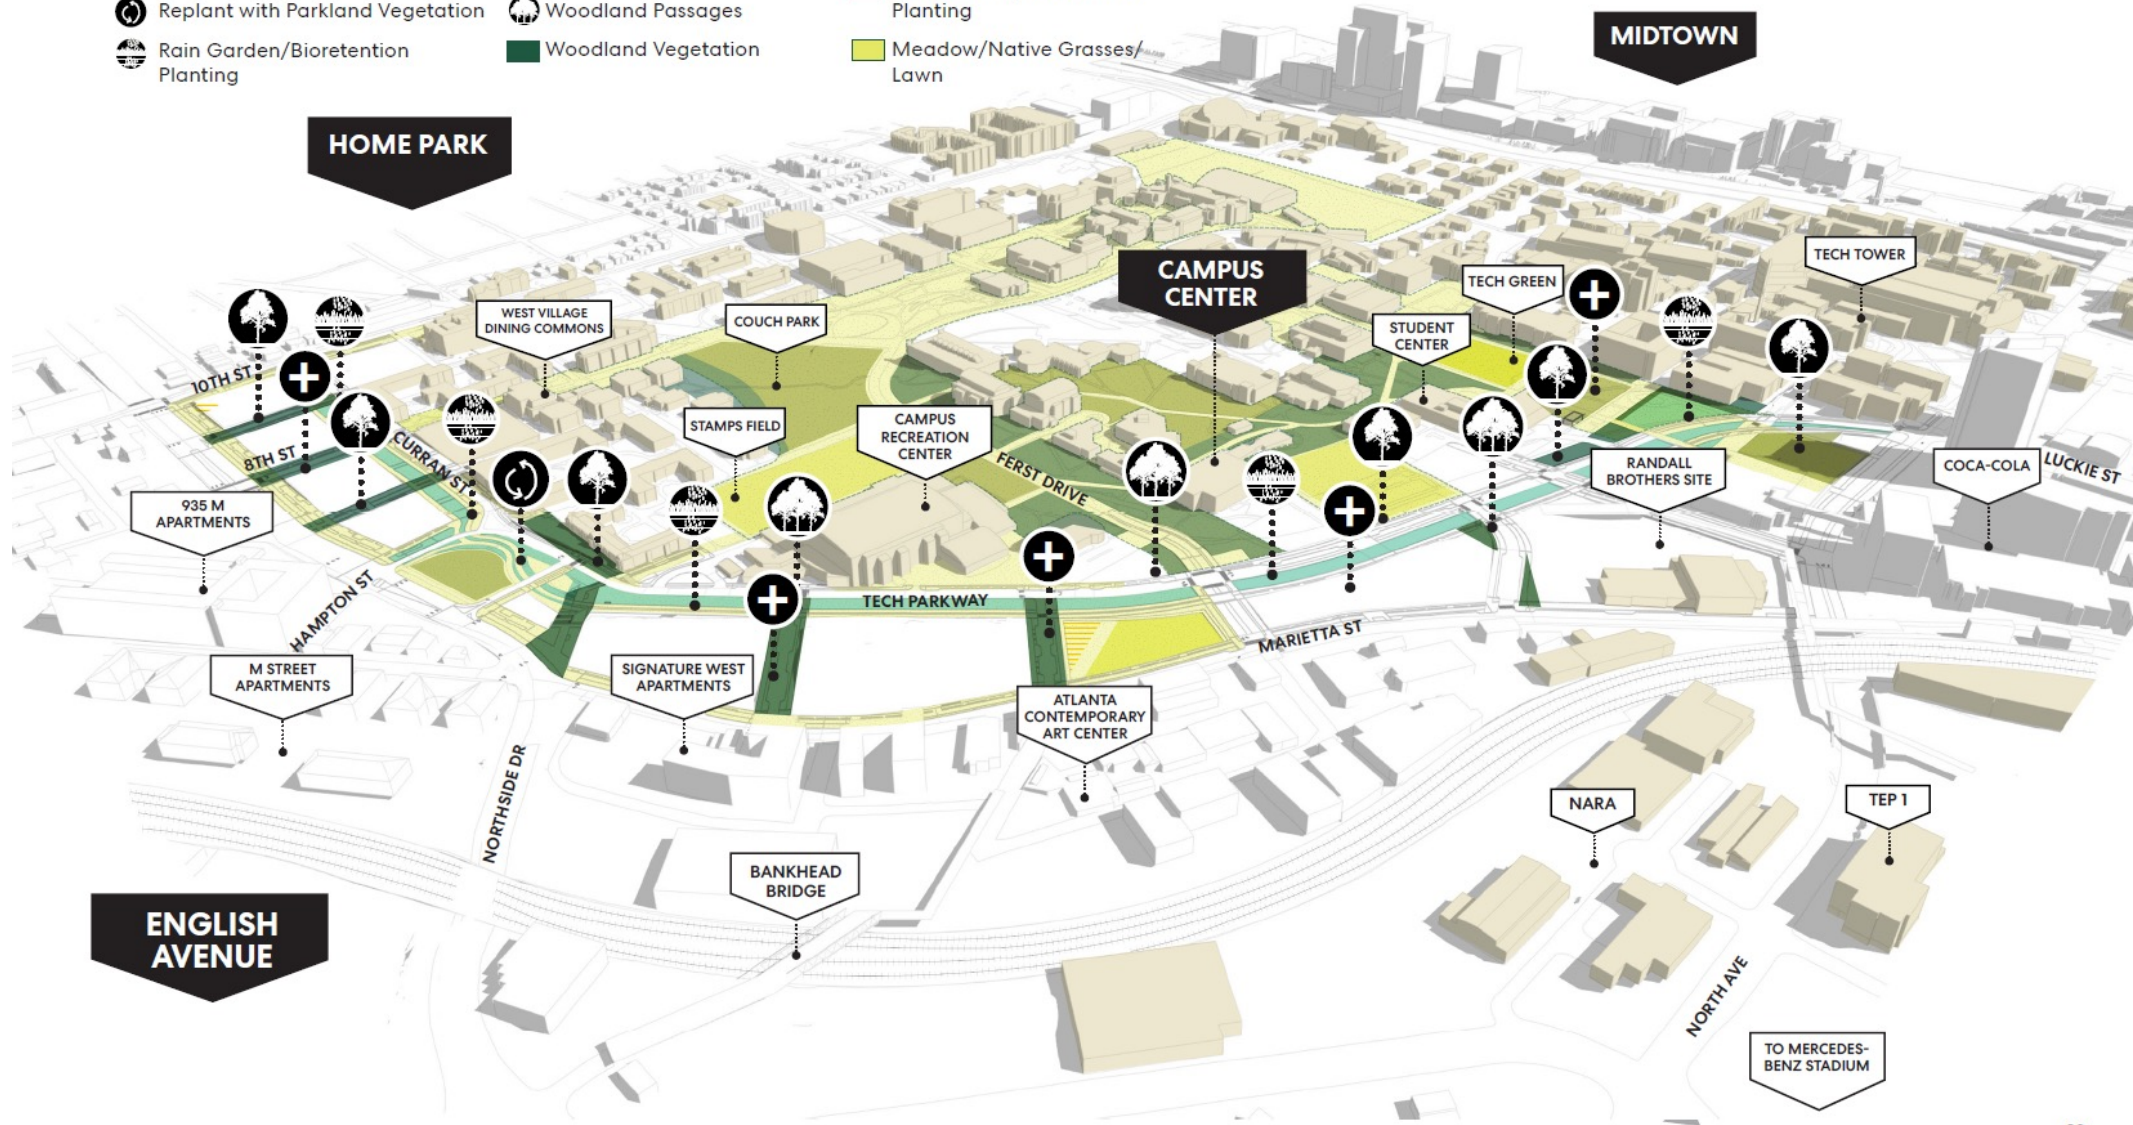 Replant with Parkland Vegetation
Woodland Passages
Planting
Rain Garden/Bioretention
Planting
Woodland Vegetation
Meadow/Native Grasses/
Lawn
MIDTOWN
HOME PARK
CAMPUS
CENTER
TECH TOWER
TECH GREEN
STUDENT
CENTER
WEST VILLAGE
DINING COMMONS
COUCH PARK
STAMPS FIELD
CAMPUS
RECREATION
CENTER
10TH ST
8TH ST
CURRAN ST
FERST DRIVE
RANDALL
BROTHERS SITE
COCA-COLA
LUCKIE ST
935 M
APARTMENTS
HAMPTON ST
TECH PARKWAY
MARIETTA ST
M STREET
APARTMENTS
SIGNATURE WEST
APARTMENTS
ATLANTA
CONTEMPORARY
ART CENTER
NORTHSIDE DR
NARA
TEP 1
BANKHEAD
BRIDGE
ENGLISH
AVENUE
NORTH AVE
TO MERCEDES-
BENZ STADIUM